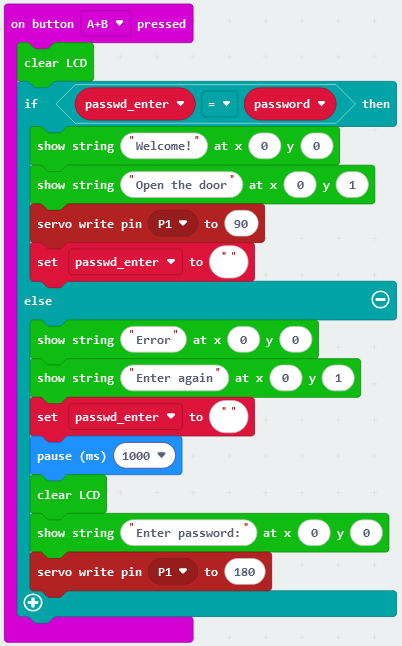 on button A+B pressed
clear LCD
if passwd_enter = password then
show string "Welcome!" at x 0 y 0
show string "Open the door" at x 0 y 1
servo write pin P1 to 90
set passwd_enter to " "
else
show string "Error" at x 0 y 0
show string "Enter again" at x 0 y 1
set passwd_enter to " "
pause (ms) 1000
clear LCD
show string "Enter password:" at x 0 y 0
servo write pin P1 to 180